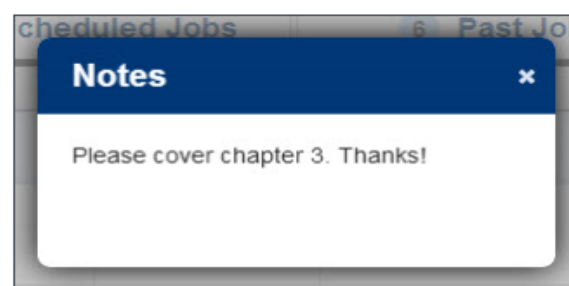 cheduled Jobs 6 Past Jo
Notes ×
Please cover chapter 3. Thanks!